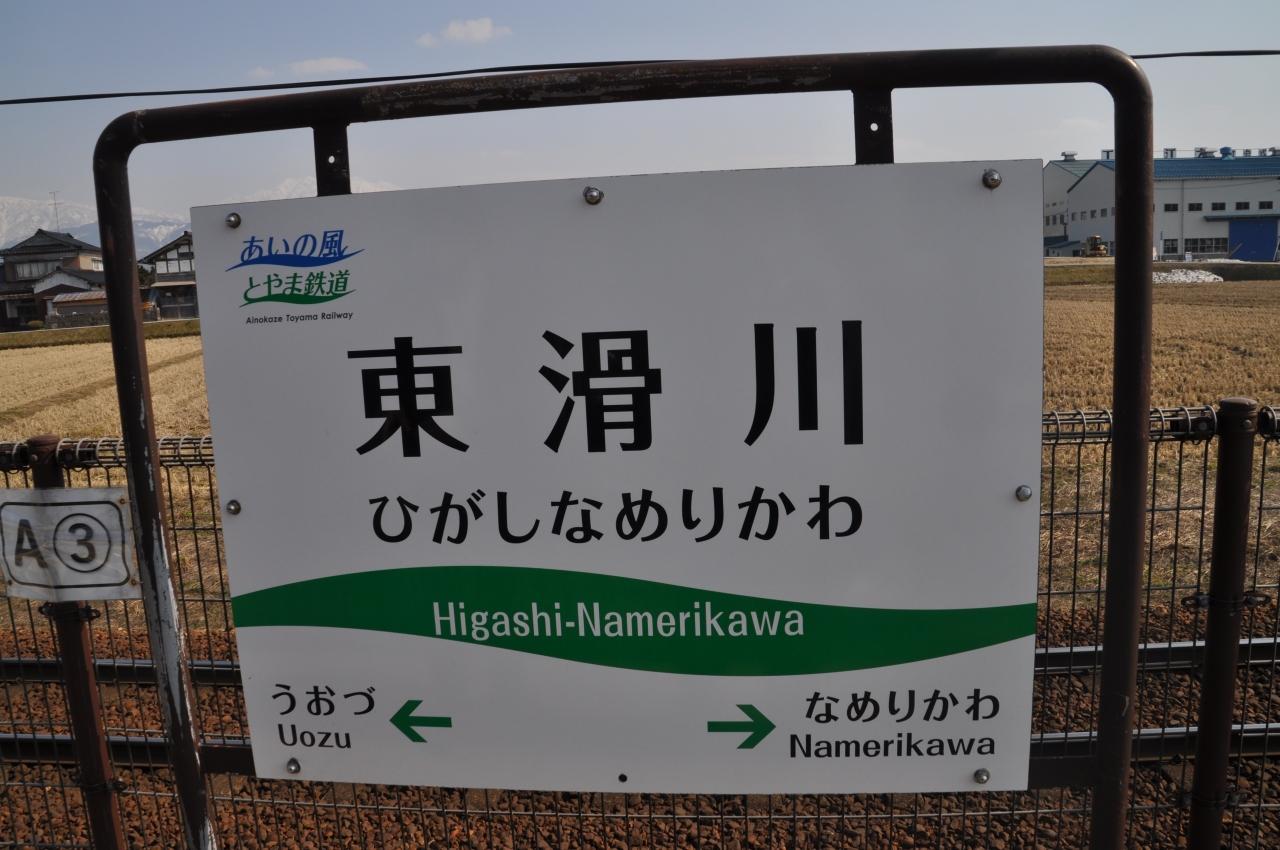 あいの風
とやま鉄道
Ainokaze Toyama Railway
東滑川
ひがしなめりかわ
Higashi-Namerikawa
うおづ
Uozu
なめりかわ
Namerikawa
A③